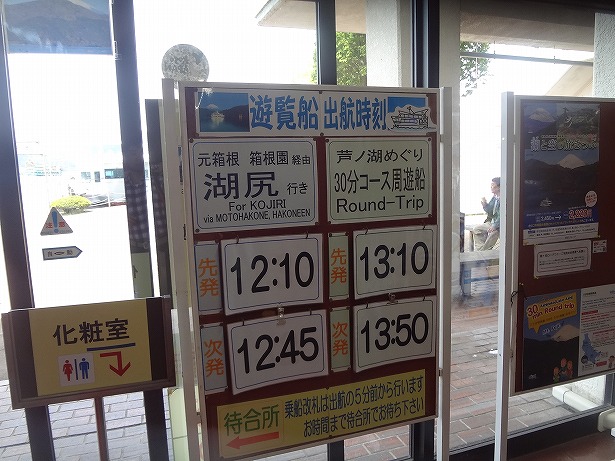 遊覧船 出航時刻
元箱根 箱根園 経由
湖尻 行き
For KOJIRI
via MOTOHAKONE, HAKONEEN
芦ノ湖めぐり
30分コース周遊船
Round-Trip
先発
12:10
先発
13:10
次発
12:45
次発
13:50
待合所
乗船改札は出航の5分前から行います
お時間まで待合所でお待ち下さい
化粧室
Round trip